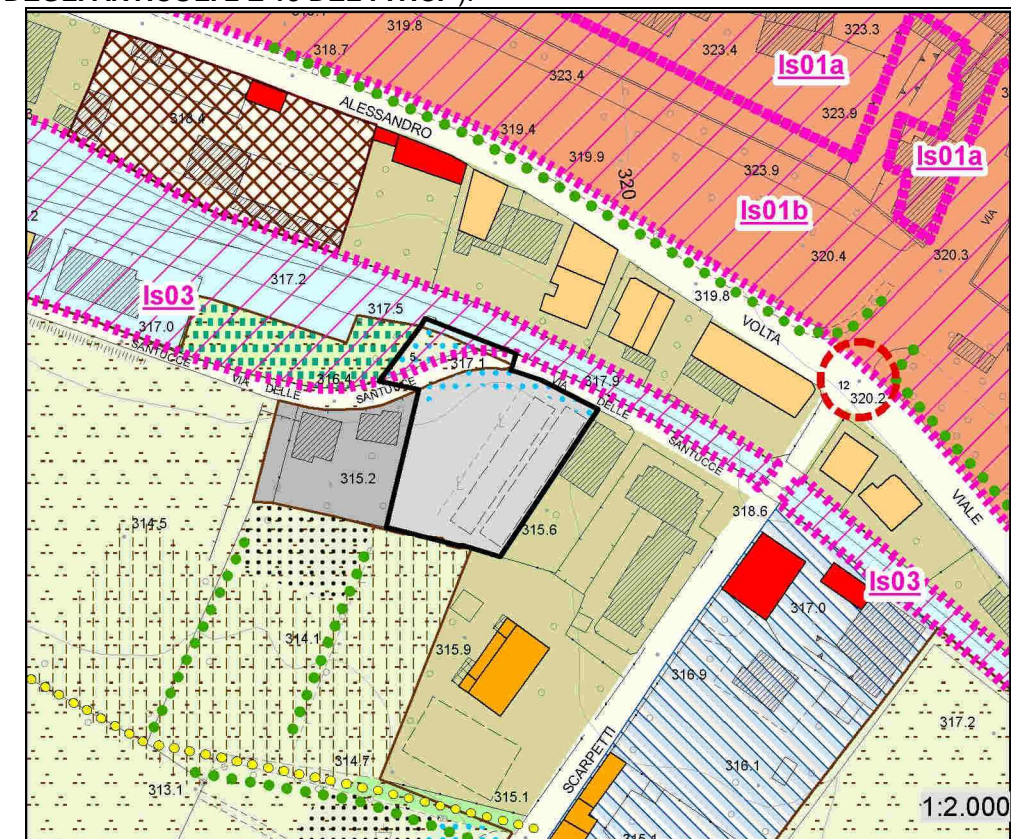 319.8
323.3
318.7
323.4
Is01a
323.4
318.4
ALESSANDRO
323.9
319.4
Is01a
319.9
323.9
320
Is01b
VIA
320.4
320.3
317.2
319.8
Is03
317.5
317.0
VOLTA
SANTUCCE
VIA
DELLE
SANTUCCE
316.4
5
317.1
VIA
317.9
DELLE
SANTUCCE
12
320.2
315.2
318.6
VIALE
314.5
315.6
Is03
317.0
314.1
315.9
316.9
317.2
SCARPETTI
314.7
316.1
313.1
315.1
1:2.000